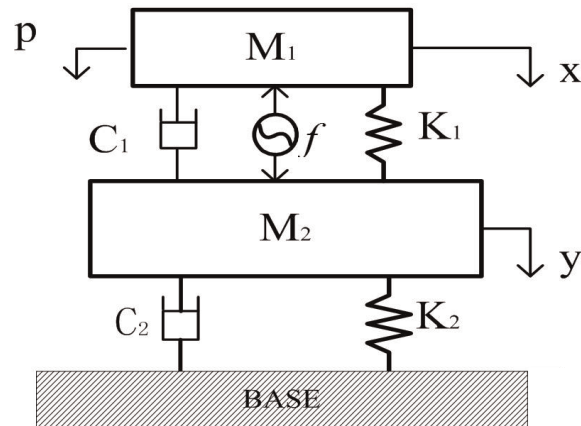 p
M₁
x
C₁
f
K₁
M₂
y
C₂
K₂
BASE